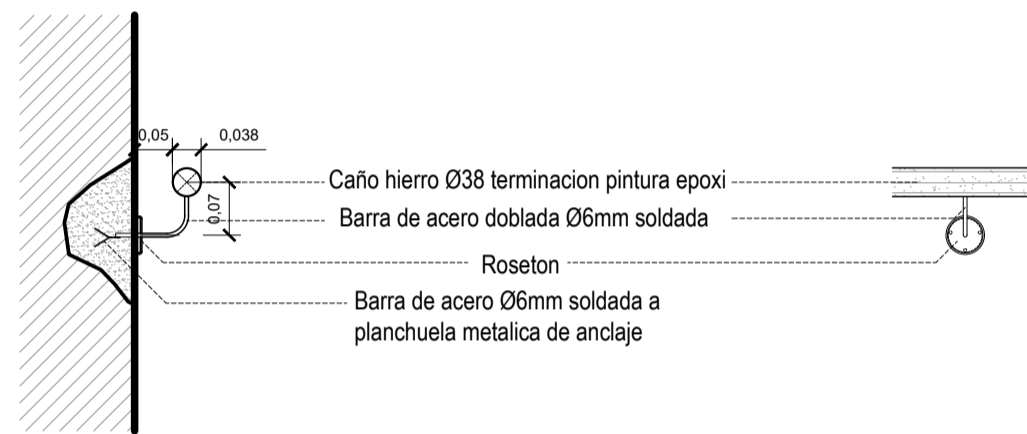 0,05
0,038
0,07
Caño hierro Ø38 terminacion pintura epoxi
Barra de acero doblada Ø6mm soldada
Roseton
Barra de acero Ø6mm soldada a
planchuela metalica de anclaje